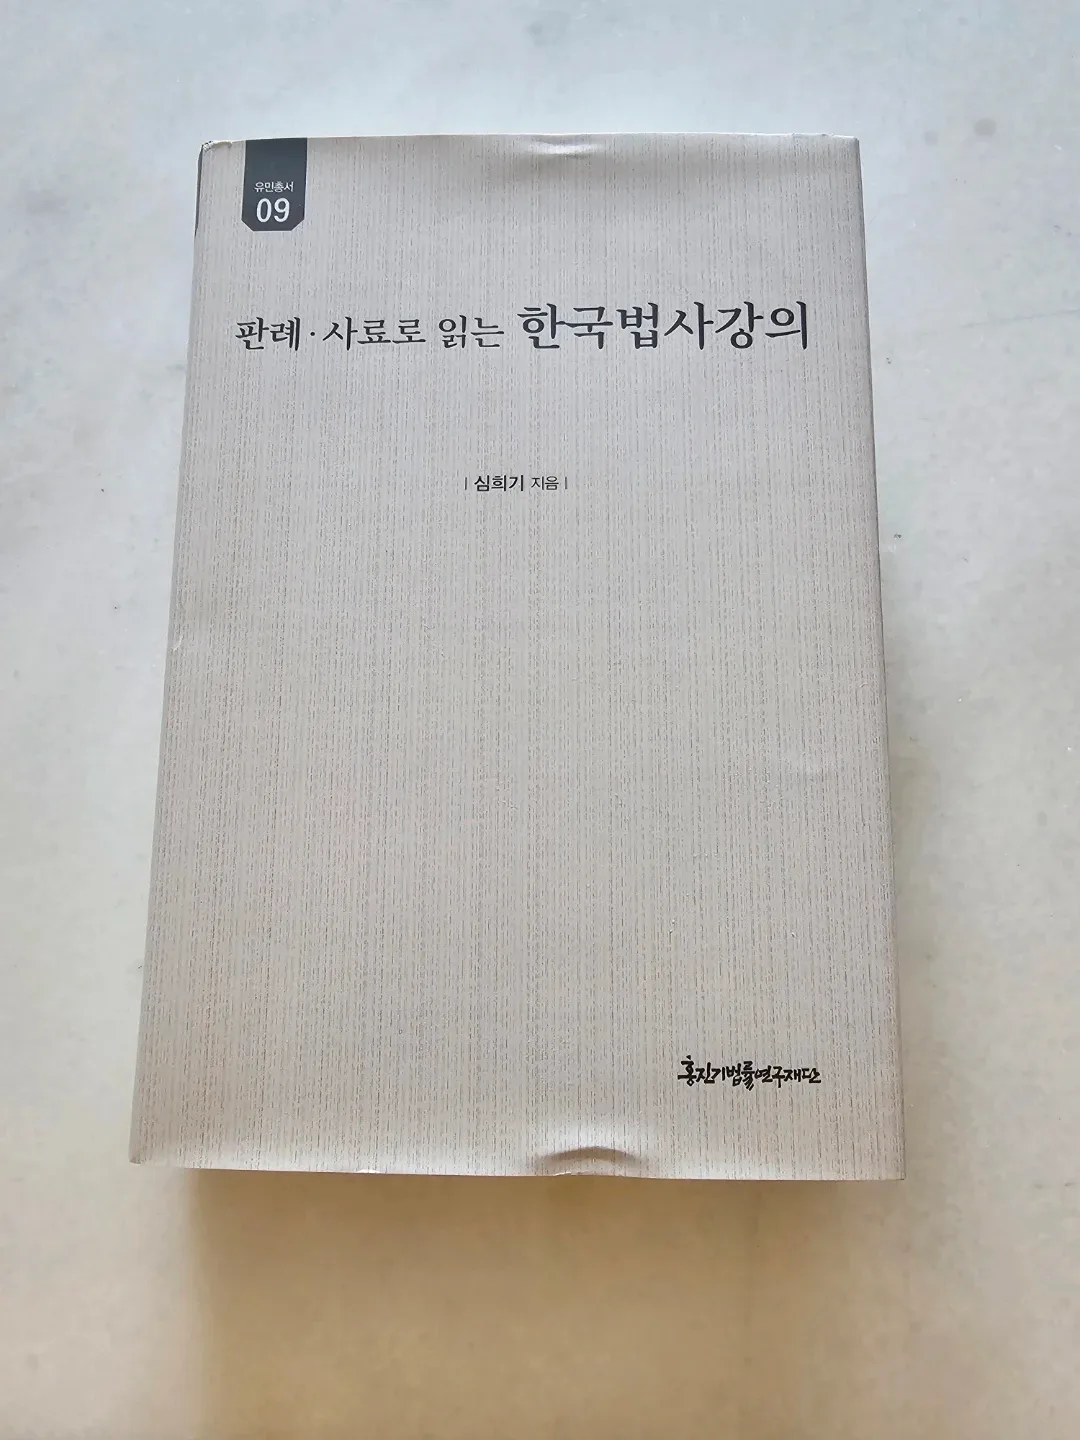 유민총서
09
판례·사료로 읽는 한국법사강의
| 심희기 지음 |
홍진기법률연구재단